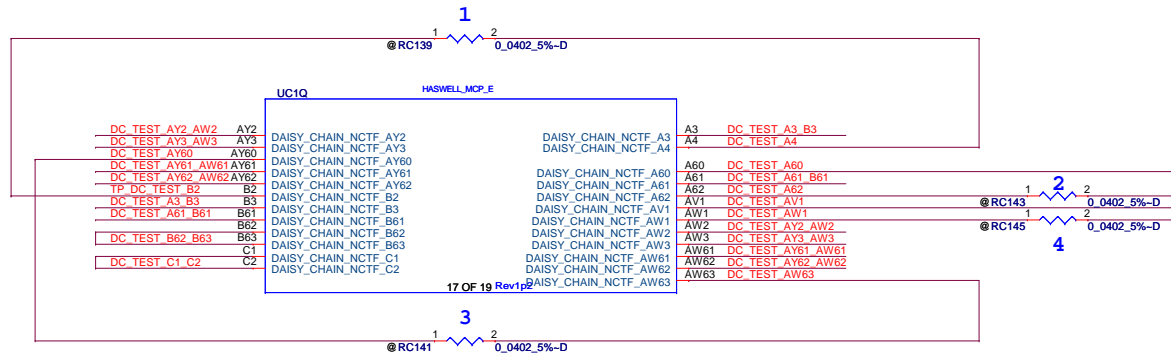 1
1 2
@RC139 0_0402_5%~D
UC1Q HASWELL_MCP_E
DC_TEST_AY2_AW2 AY2 DAISY_CHAIN_NCTF_AY2 DAISY_CHAIN_NCTF_A3 A3 DC_TEST_A3_B3
DC_TEST_AY3_AW3 AY3 DAISY_CHAIN_NCTF_AY3 DAISY_CHAIN_NCTF_A4 A4 DC_TEST_A4
DC_TEST_AY60 AY60 DAISY_CHAIN_NCTF_AY60
DC_TEST_AY61_AW61 AY61 DAISY_CHAIN_NCTF_AY61 DAISY_CHAIN_NCTF_A60 A60 DC_TEST_A60
DC_TEST_AY62_AW62 AY62 DAISY_CHAIN_NCTF_AY62 DAISY_CHAIN_NCTF_A61 A61 DC_TEST_A61_B61
TP_DC_TEST_B2 B2 DAISY_CHAIN_NCTF_B2 DAISY_CHAIN_NCTF_A62 A62 DC_TEST_A62 1 2 2
DC_TEST_A3_B3 B3 DAISY_CHAIN_NCTF_B3 DAISY_CHAIN_NCTF_AV1 AV1 DC_TEST_AV1 @RC143 0_0402_5%~D
DC_TEST_A61_B61 B61 DAISY_CHAIN_NCTF_B61 DAISY_CHAIN_NCTF_AW1 AW1 DC_TEST_AW1 1 2
B62 DAISY_CHAIN_NCTF_B62 DAISY_CHAIN_NCTF_AW2 AW2 DC_TEST_AY2_AW2 @RC145 0_0402_5%~D
DC_TEST_B62_B63 B63 DAISY_CHAIN_NCTF_B63 DAISY_CHAIN_NCTF_AW3 AW3 DC_TEST_AY3_AW3 4
C1 DAISY_CHAIN_NCTF_C1 DAISY_CHAIN_NCTF_AW61 AW61 DC_TEST_AY61_AW61
DC_TEST_C1_C2 C2 DAISY_CHAIN_NCTF_C2 DAISY_CHAIN_NCTF_AW62 AW62 DC_TEST_AY62_AW62
DAISY_CHAIN_NCTF_AW63 AW63 DC_TEST_AW63
17 OF 19 Rev1p2
3
1 2
@RC141 0_0402_5%~D